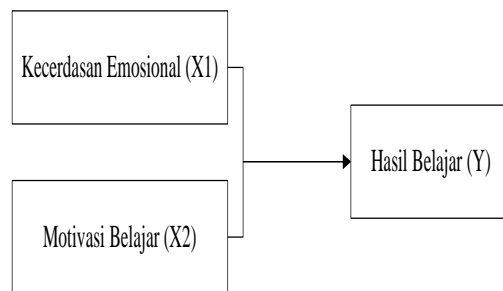 Kecerdasan Emosional (X1)
Hasil Belajar (Y)
Motivasi Belajar (X2)